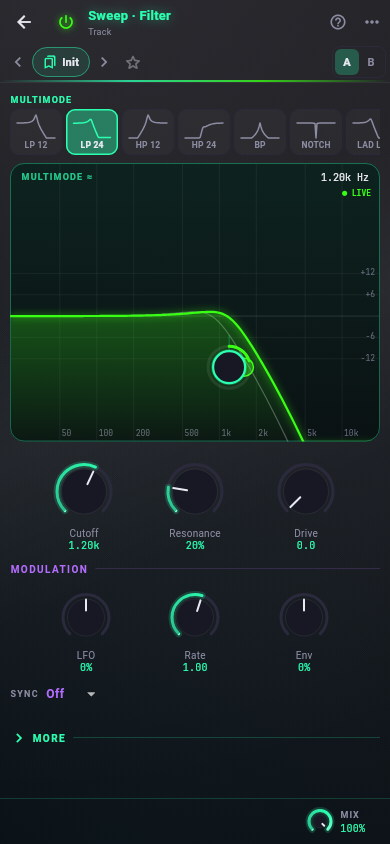 Sweep · Filter
Track
Init
A
B
MULTIMODE
LP 12
LP 24
HP 12
HP 24
BP
NOTCH
LAD L
MULTIMODE ≈
1.20k Hz
LIVE
+12
+6
-6
-12
50
100
200
500
1k
2k
5k
10k
Cutoff
Resonance
Drive
1.20k
20%
0.0
MODULATION
LFO
Rate
Env
0%
1.00
0%
SYNC Off
MORE
MIX
100%